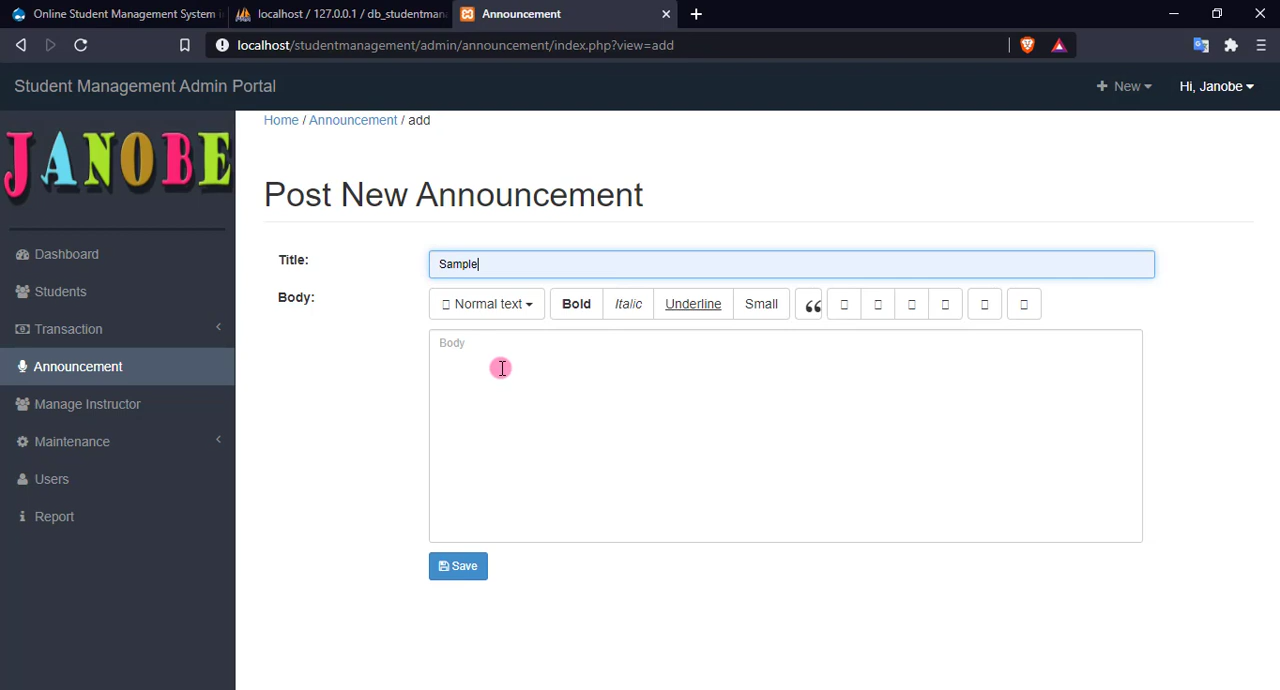 Online Student Management System i
localhost / 127.0.0.1 / db_studentman
Announcement
localhost/studentmanagement/admin/announcement/index.php?view=add
Student Management Admin Portal
New
Hi, Janobe
JANOBE
Home / Announcement / add
Post New Announcement
Title:
Sample
Body:
Normal text
Bold
Italic
Underline
Small
Body
Save
Dashboard
Students
Transaction
Announcement
Manage Instructor
Maintenance
Users
Report